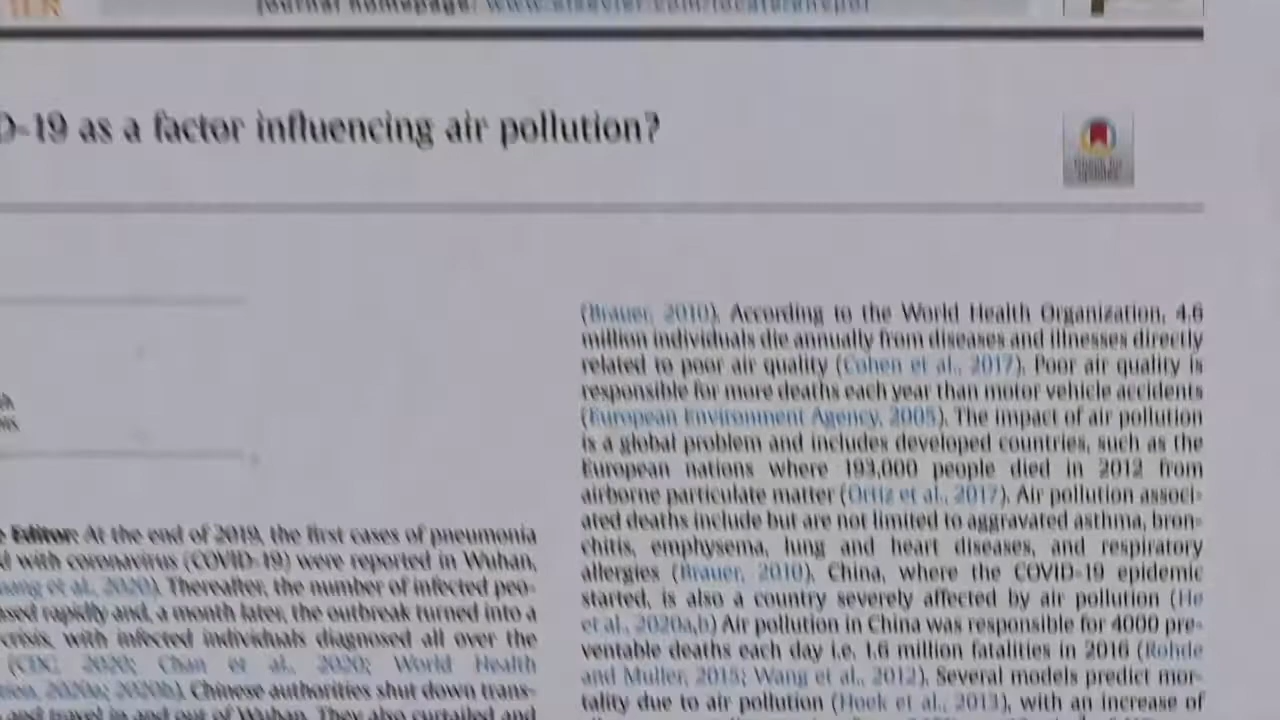 journal homepage: www.elsevier.com/locate/envpol
D-19 as a factor influencing air pollution?
Check for
updates
Editor: At the end of 2019, the first cases of pneumonia
with coronavirus (COVID-19) were reported in Wuhan,
et al., 2020). Thereafter, the number of infected peo-
rapidly and, a month later, the outbreak turned into a
crisis, with infected individuals diagnosed all over the
(CDC, 2020; Chan et al., 2020; World Health
2020a; 2020b). Chinese authorities shut down trans-
and travel in and out of Wuhan. They also curtailed and
(Brauer, 2010). According to the World Health Organization, 4.6
million individuals die annually from diseases and illnesses directly
related to poor air quality (Cohen et al., 2017). Poor air quality is
responsible for more deaths each year than motor vehicle accidents
(European Environment Agency, 2005). The impact of air pollution
is a global problem and includes developed countries, such as the
European nations where 193,000 people died in 2012 from
airborne particulate matter (Ortiz et al., 2017). Air pollution associ-
ated deaths include but are not limited to aggravated asthma, bron-
chitis, emphysema, lung and heart diseases, and respiratory
allergies (Brauer, 2010). China, where the COVID-19 epidemic
started, is also a country severely affected by air pollution (He
et al., 2020a,b) Air pollution in China was responsible for 4000 pre-
ventable deaths each day i.e. 1.6 million fatalities in 2016 (Rohde
and Muller, 2015; Wang et al., 2012). Several models predict mor-
tality due to air pollution (Hoek et al., 2013), with an increase of